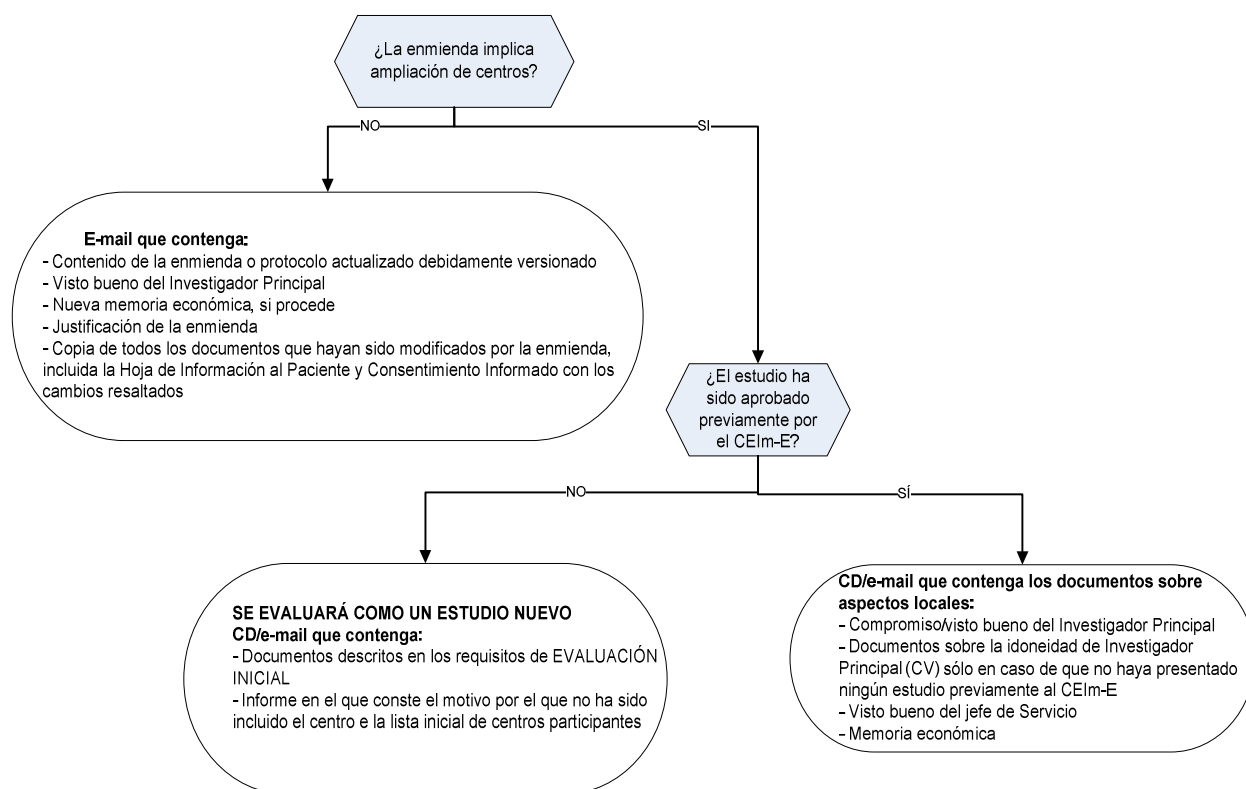 ¿La enmienda implica
ampliación de centros?
NO
SI
E-mail que contenga:
- Contenido de la enmienda o protocolo actualizado debidamente versionado
- Visto bueno del Investigador Principal
- Nueva memoria económica, si procede
- Justificación de la enmienda
- Copia de todos los documentos que hayan sido modificados por la enmienda,
incluida la Hoja de Información al Paciente y Consentimiento Informado con los
cambios resaltados
¿El estudio ha
sido aprobado
previamente por
el CEIm-E?
NO
SÍ
SE EVALUARÁ COMO UN ESTUDIO NUEVO
CD/e-mail que contenga:
- Documentos descritos en los requisitos de EVALUACIÓN
INICIAL
- Informe en el que conste el motivo por el que no ha sido
incluido el centro e la lista inicial de centros participantes
CD/e-mail que contenga los documentos sobre
aspectos locales:
- Compromiso/visto bueno del Investigador Principal
- Documentos sobre la idoneidad de Investigador
Principal (CV) sólo en caso de que no haya presentado
ningún estudio previamente al CEIm-E
- Visto bueno del jefe de Servicio
- Memoria económica